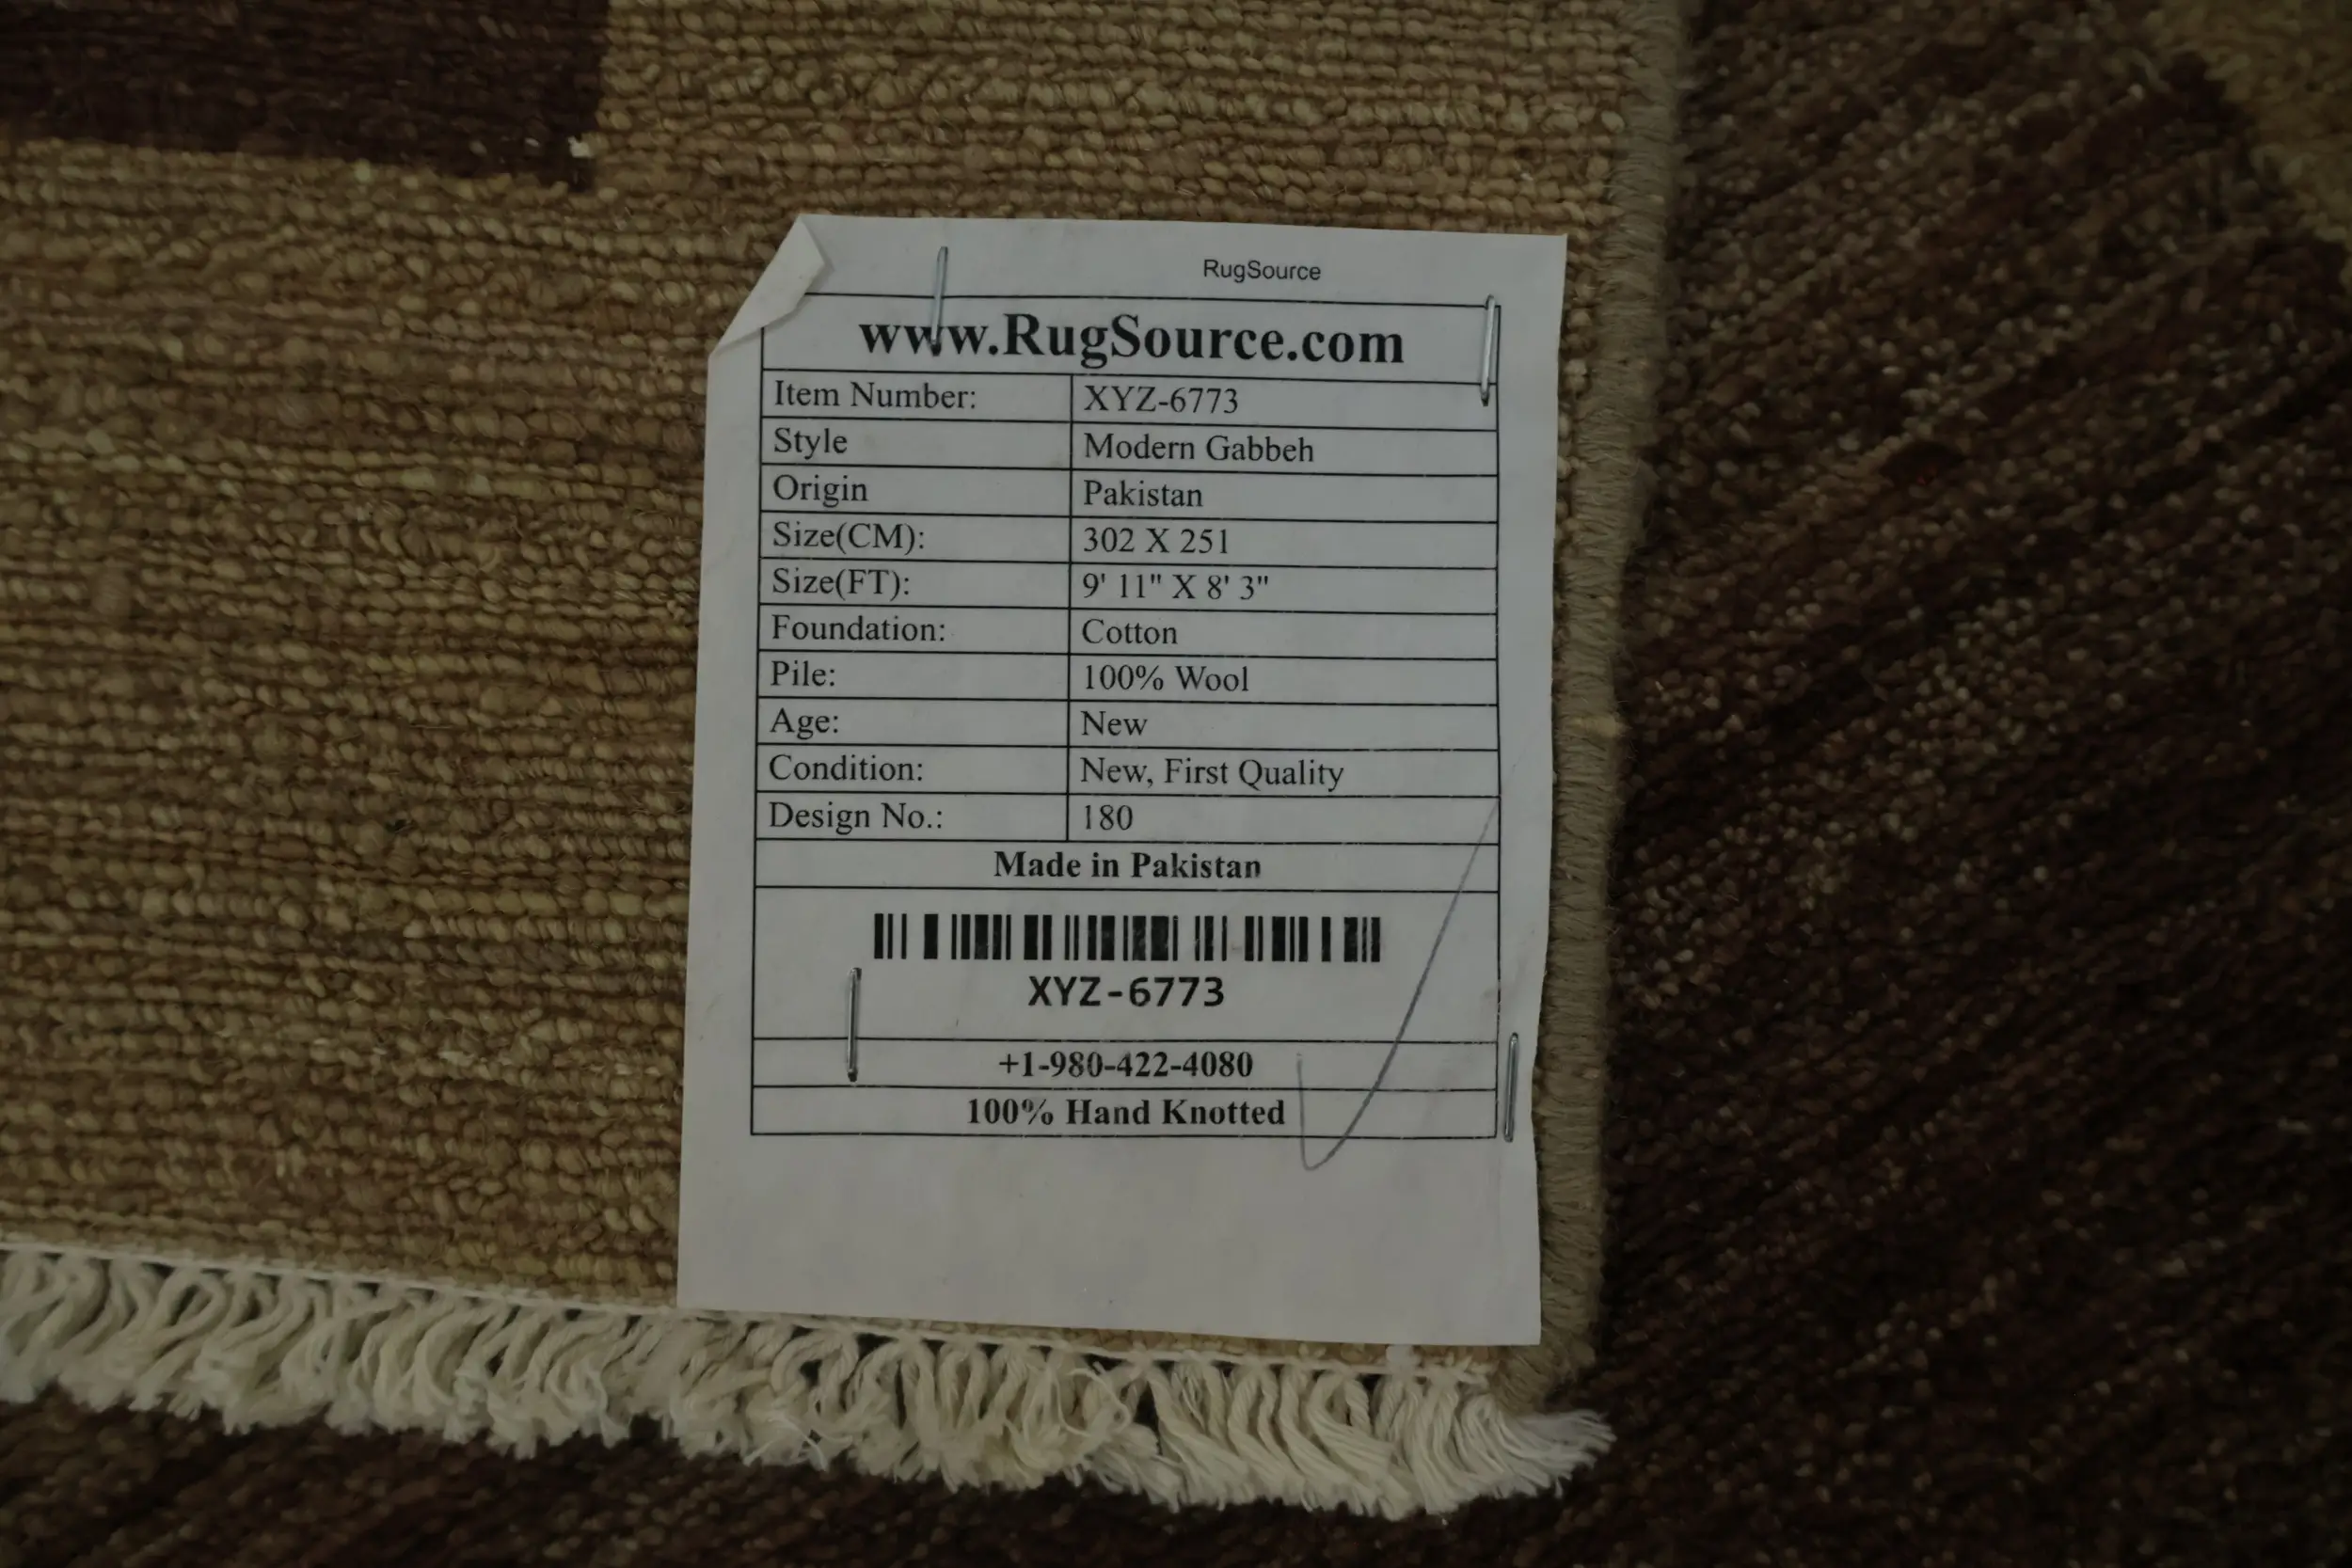 RugSource
www.RugSource.com
Item Number: XYZ-6773
Style Modern Gabbeh
Origin Pakistan
Size(CM): 302 X 251
Size(FT): 9' 11" X 8' 3"
Foundation: Cotton
Pile: 100% Wool
Age: New
Condition: New, First Quality
Design No.: 180
Made in Pakistan
XYZ-6773
+1-980-422-4080
100% Hand Knotted